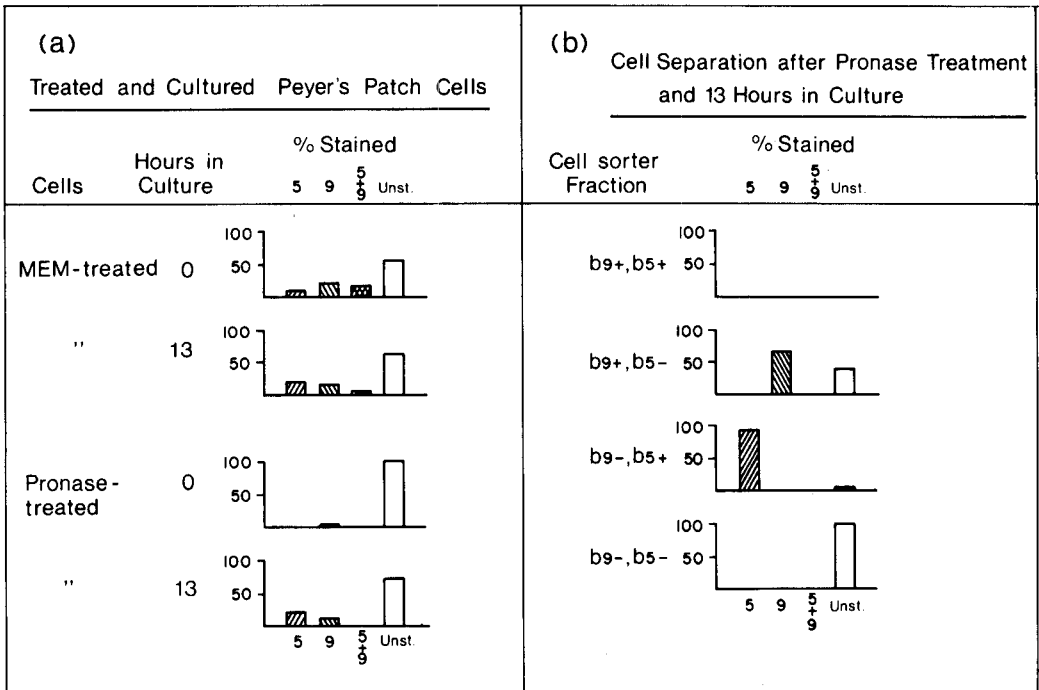 (a)
Treated and Cultured Peyer's Patch Cells
% Stained
Cells
Hours in
Culture
5 9 5+9 Unst.
MEM-treated 0
100
50
" 13
100
50
Pronase-
treated
0
100
50
" 13
100
50
5 9 5+9 Unst.
(b)
Cell Separation after Pronase Treatment
and 13 Hours in Culture
% Stained
Cell sorter
Fraction
5 9 5+9 Unst.
b9+,b5+
100
50
b9+,b5-
100
50
b9-,b5+
100
50
b9-,b5-
100
50
5 9 5+9 Unst.